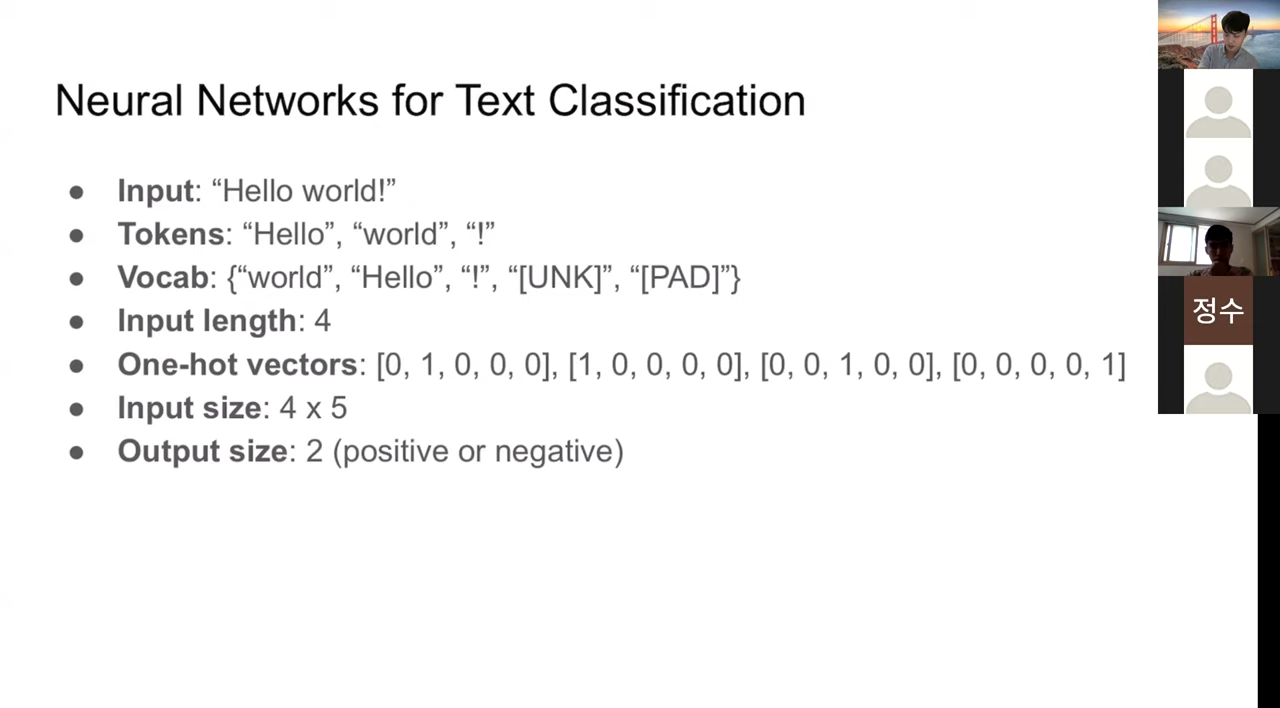 Neural Networks for Text Classification
● Input: “Hello world!”
● Tokens: “Hello”, “world”, “!”
● Vocab: {“world”, “Hello”, “!”, “[UNK]”, “[PAD]”}
● Input length: 4
● One-hot vectors: [0, 1, 0, 0, 0], [1, 0, 0, 0, 0], [0, 0, 1, 0, 0], [0, 0, 0, 0, 1]
● Input size: 4 x 5
● Output size: 2 (positive or negative)
정수